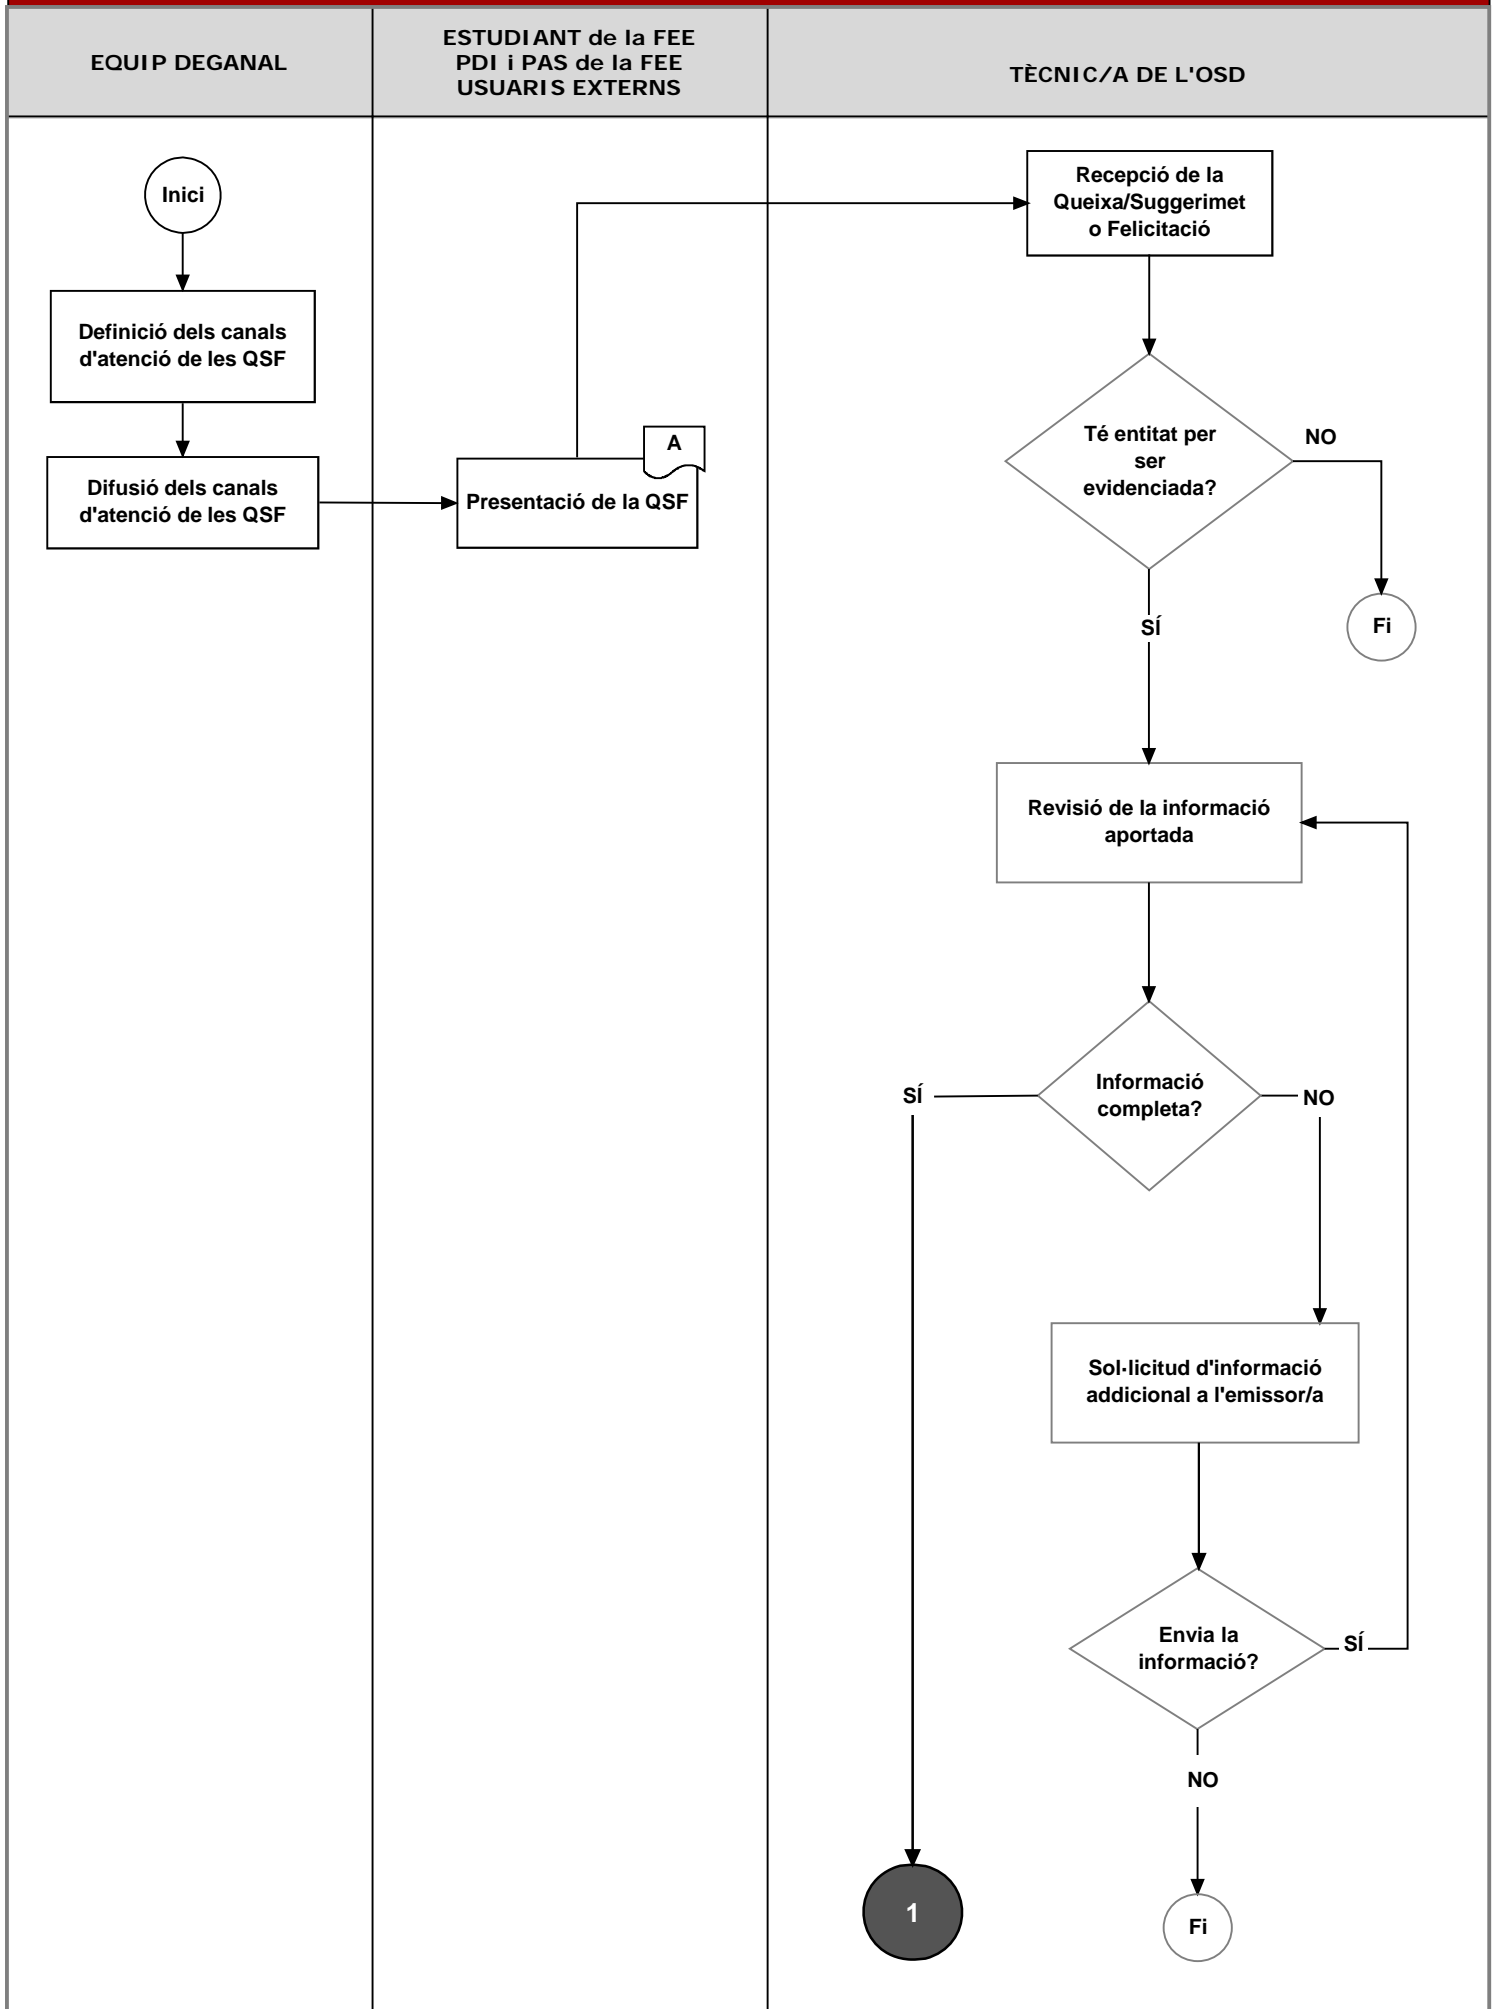 EQUIP DEGANAL
ESTUDIANT de la FEE
PDI i PAS de la FEE
USUARIS EXTERNS
TÈCNIC/A DE L'OSD
Inici
Definició dels canals
d'atenció de les QSF
Difusió dels canals
d'atenció de les QSF
A
Presentació de la QSF
Recepció de la
Queixa/Suggerimet
o Felicitació
Té entitat per
ser
evidenciada?
NO
Fi
SÍ
Revisió de la informació
aportada
Informació
completa?
SÍ
NO
Sol·licitud d'informació
addicional a l'emissor/a
Envia la
informació?
SÍ
NO
1
Fi